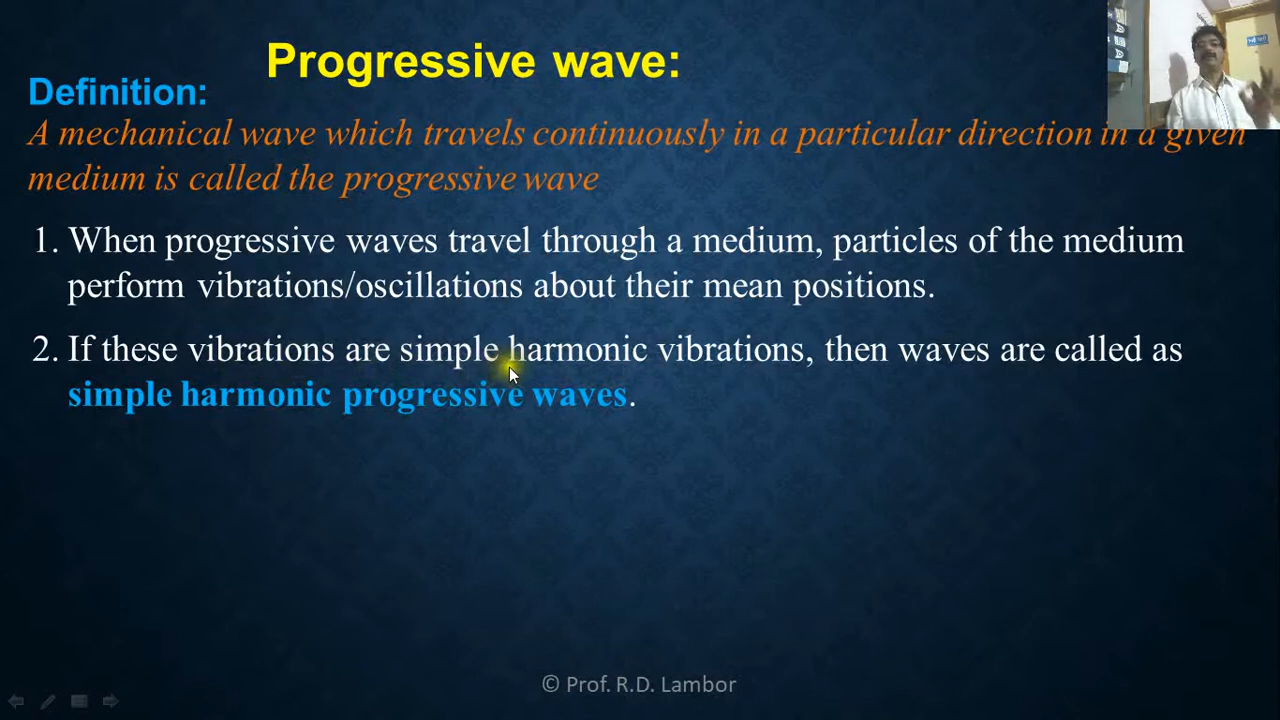 Progressive wave:
Definition:
A mechanical wave which travels continuously in a particular direction in a given
medium is called the progressive wave
1. When progressive waves travel through a medium, particles of the medium
perform vibrations/oscillations about their mean positions.
2. If these vibrations are simple harmonic vibrations, then waves are called as
simple harmonic progressive waves.
© Prof. R.D. Lambor